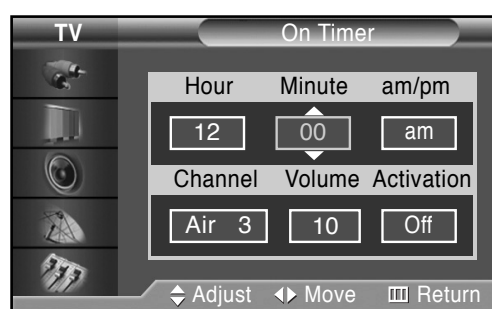 TV On Timer
Hour Minute am/pm
12 00 am
Channel Volume Activation
Air 3 10 Off
Adjust Move Return